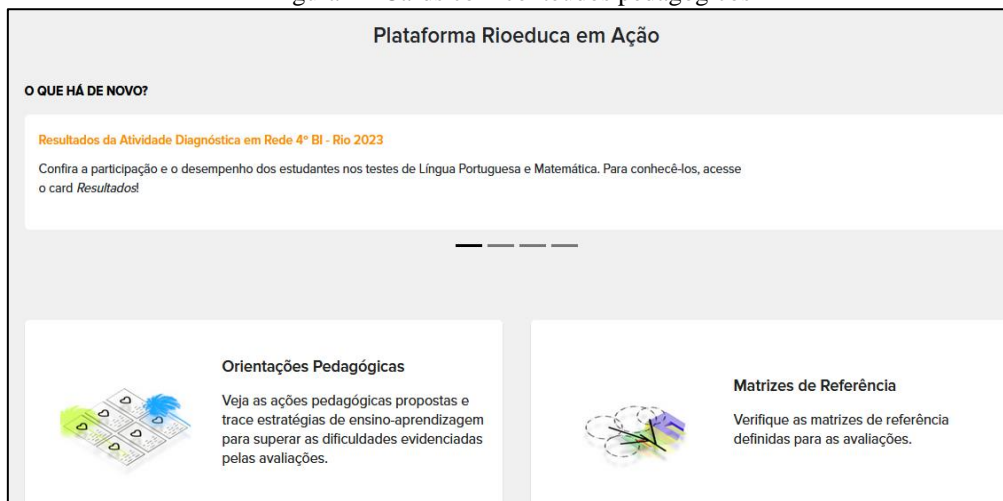 Plataforma Rioeduca em Ação
O QUE HÁ DE NOVO?
Resultados da Atividade Diagnóstica em Rede 4º BI - Rio 2023
Confira a participação e o desempenho dos estudantes nos testes de Língua Portuguesa e Matemática. Para conhecê-los, acesse
o card Resultados!
Orientações Pedagógicas
Veja as ações pedagógicas propostas e
trace estratégias de ensino-aprendizagem
para superar as dificuldades evidenciadas
pelas avaliações.
Matrizes de Referência
Verifique as matrizes de referência
definidas para as avaliações.